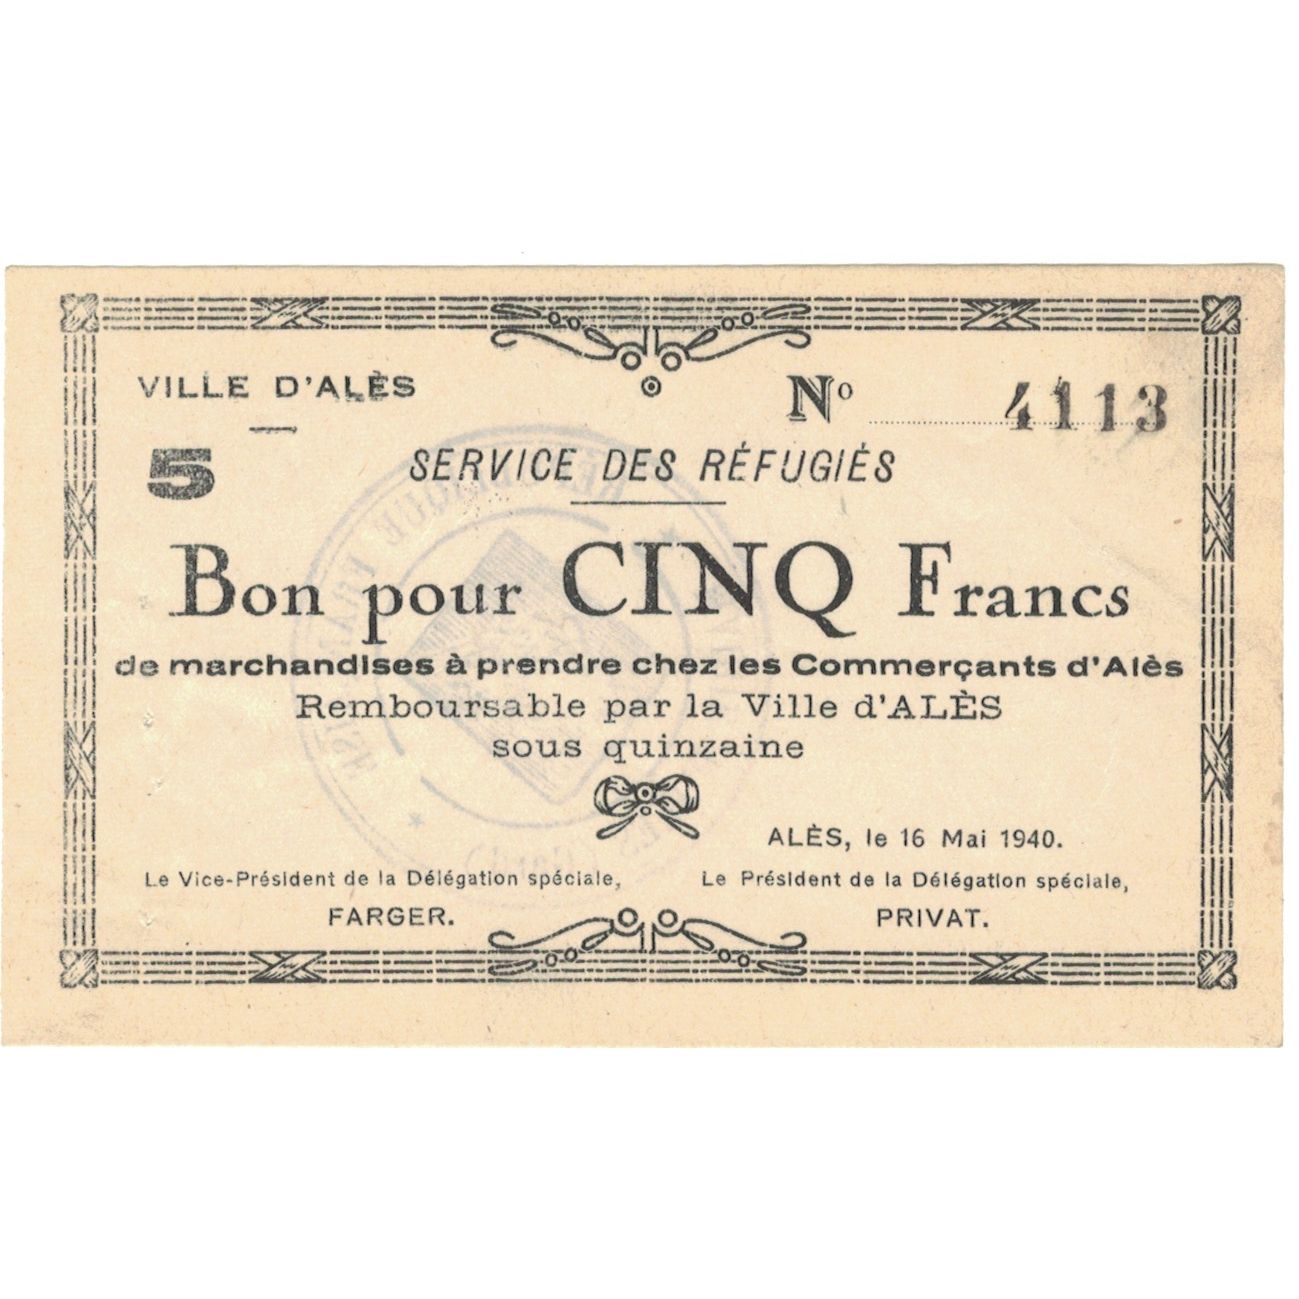 VILLE D'ALÈS
Nº 4113
5
SERVICE DES RÉFUGIÉS
Bon pour CINQ Francs
de marchandises à prendre chez les Commerçants d'Alès
Remboursable par la Ville d'ALÈS
sous quinzaine
ALÈS, le 16 Mai 1940.
Le Vice-Président de la Délégation spéciale,
FARGER.
Le Président de la Délégation spéciale,
PRIVAT.